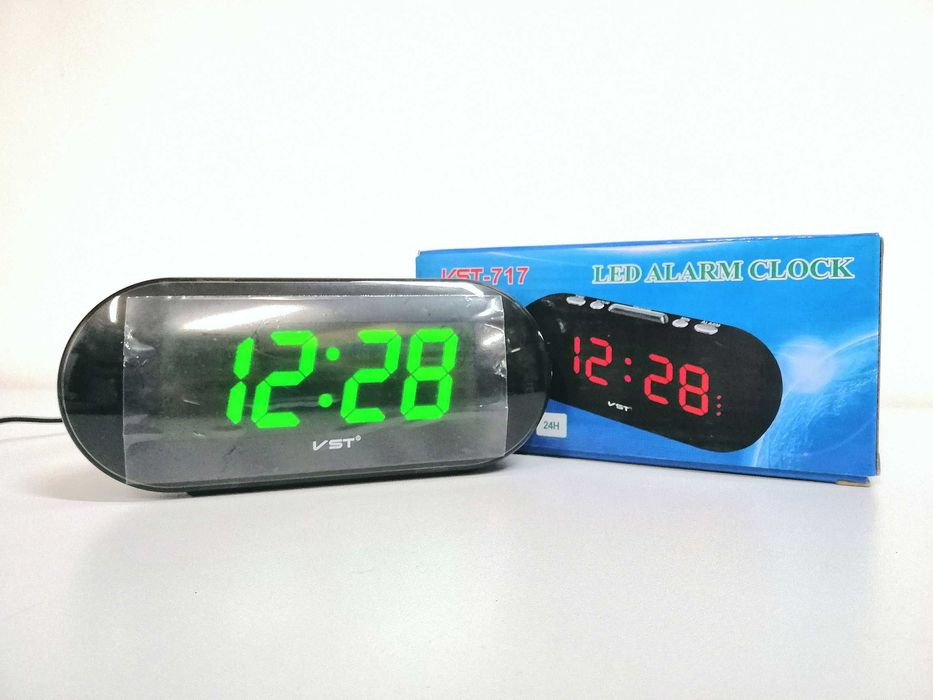 12:28
VST®
VST-717
LED ALARM CLOCK
12:28
VST
24H